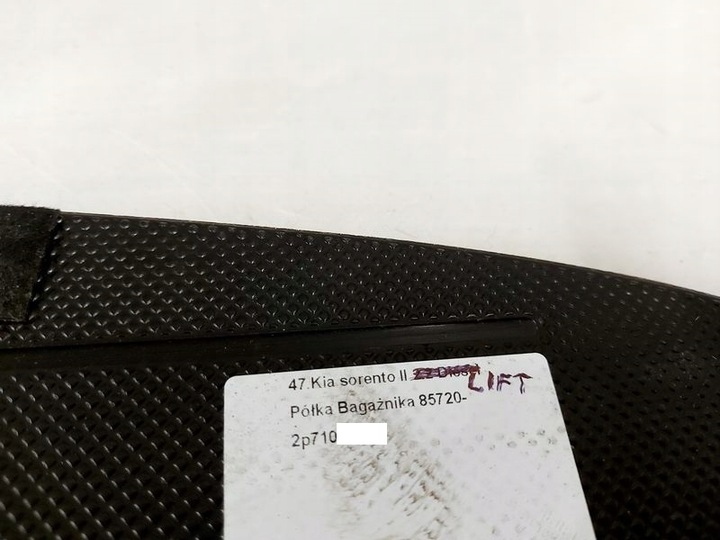 47.Kia sorento II LIFT
Półka Bagażnika 85720-
2p710